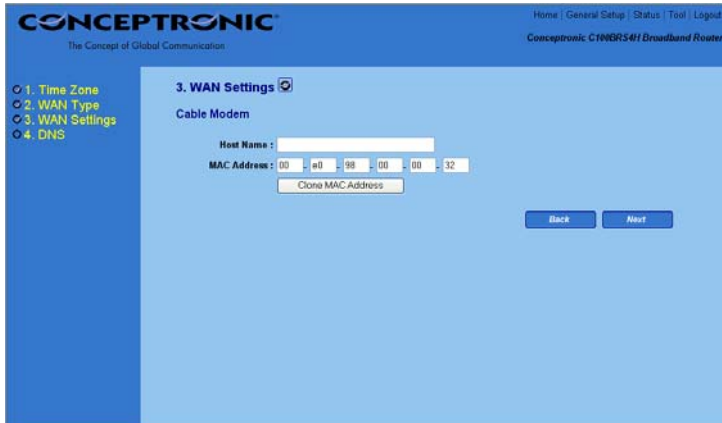 CONCEPTRONIC
The Concept of Global Communication
Home | General Setup | Status | Tool | Logout
Conceptronic C100BRS4H Broadband Router
1. Time Zone
2. WAN Type
3. WAN Settings
4. DNS
3. WAN Settings
Cable Modem
Host Name :
MAC Address : 00 - e0 - 98 - 00 - 00 - 32
Clone MAC Address
Back Next